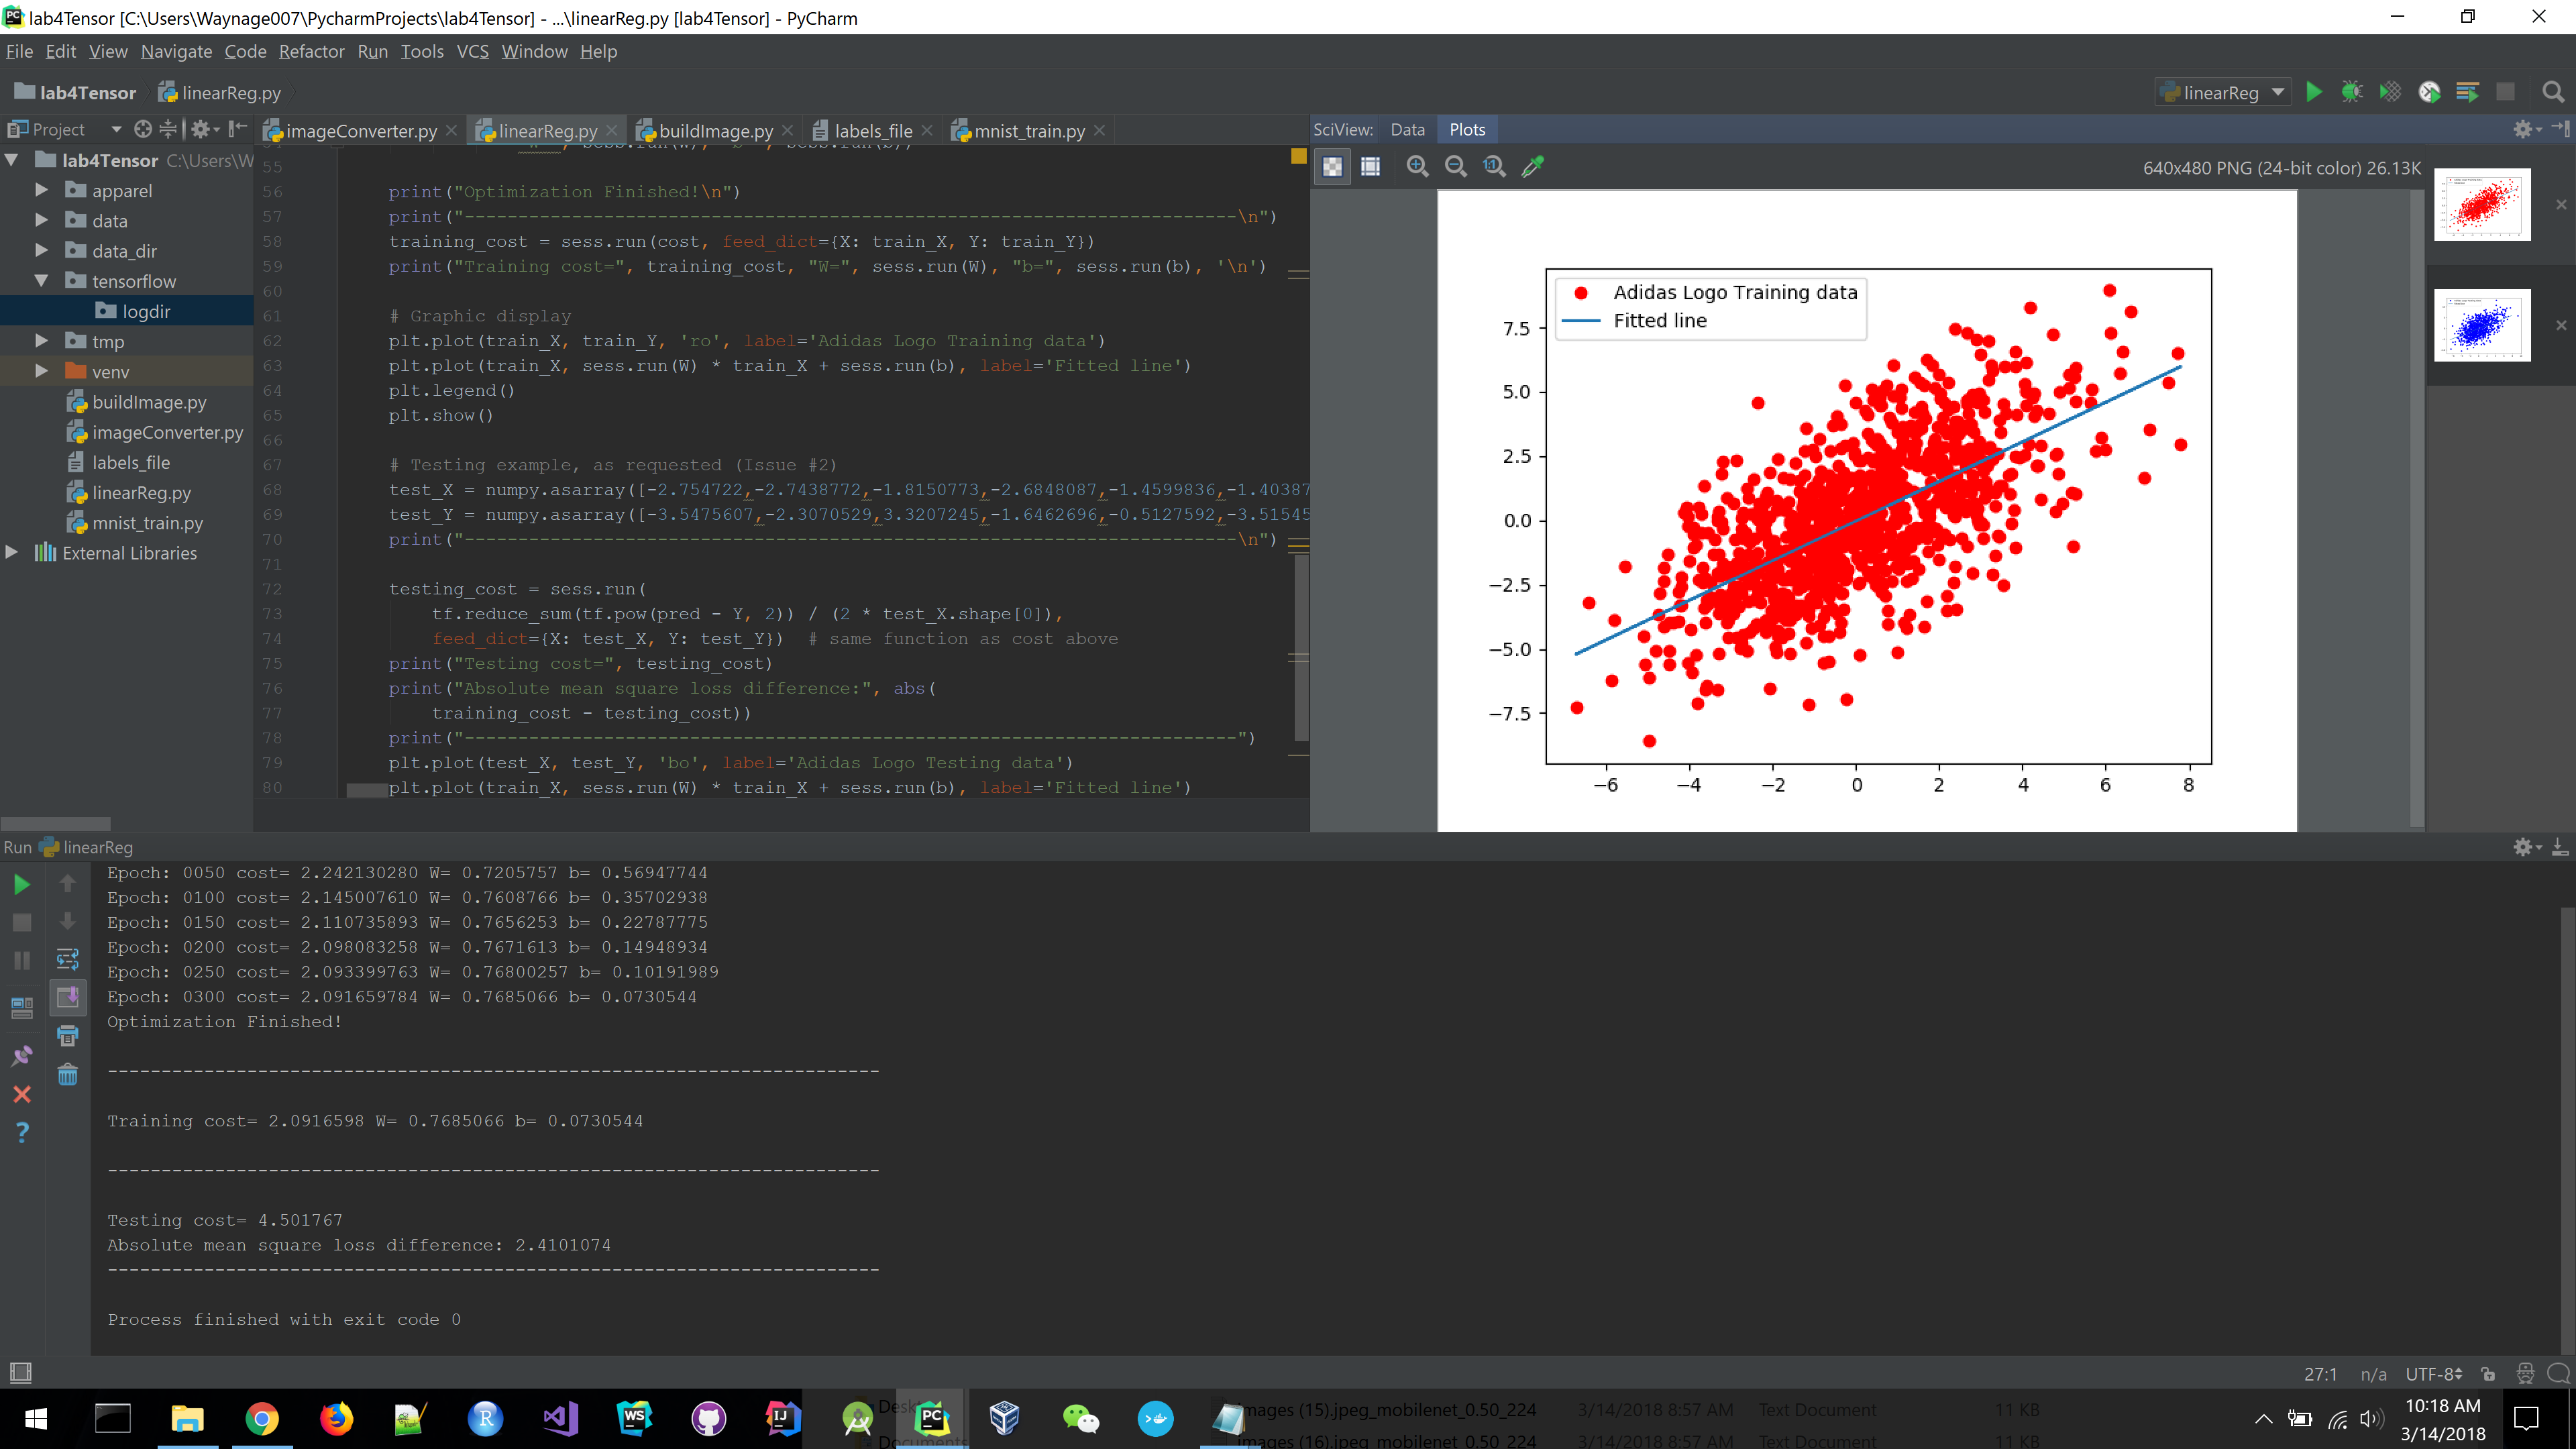 lab4Tensor [C:\Users\Waynage007\PycharmProjects\lab4Tensor] - ...\linearReg.py [lab4Tensor] - PyCharm
File Edit View Navigate Code Refactor Run Tools VCS Window Help
lab4Tensor linearReg.py
linearReg
Project
imageConverter.py linearReg.py buildImage.py labels_file mnist_train.py
SciView: Data Plots
lab4Tensor C:\Users\W
apparel
data
data_dir
tensorflow
logdir
tmp
venv
buildImage.py
imageConverter.py
labels_file
linearReg.py
mnist_train.py
External Libraries
55
56 print("Optimization Finished!\n")
57 print("------------------------------------------------------------------------\n")
58 training_cost = sess.run(cost, feed_dict={X: train_X, Y: train_Y})
59 print("Training cost=", training_cost, "W=", sess.run(W), "b=", sess.run(b), '\n')
60
61 # Graphic display
62 plt.plot(train_X, train_Y, 'ro', label='Adidas Logo Training data')
63 plt.plot(train_X, sess.run(W) * train_X + sess.run(b), label='Fitted line')
64 plt.legend()
65 plt.show()
66
67 # Testing example, as requested (Issue #2)
68 test_X = numpy.asarray([-2.754722,-2.7438772,-1.8150773,-2.6848087,-1.4599836,-1.40387
69 test_Y = numpy.asarray([-3.5475607,-2.3070529,3.3207245,-1.6462696,-0.5127592,-3.51545
70 print("------------------------------------------------------------------------\n")
71
72 testing_cost = sess.run(
73 tf.reduce_sum(tf.pow(pred - Y, 2)) / (2 * test_X.shape[0]),
74 feed_dict={X: test_X, Y: test_Y})  # same function as cost above
75 print("Testing cost=", testing_cost)
76 print("Absolute mean square loss difference:", abs(
77 training_cost - testing_cost))
78 print("------------------------------------------------------------------------")
79 plt.plot(test_X, test_Y, 'bo', label='Adidas Logo Testing data')
80 plt.plot(train_X, sess.run(W) * train_X + sess.run(b), label='Fitted line')
640x480 PNG (24-bit color) 26.13K
Adidas Logo Training data
Fitted line
7.5
5.0
2.5
0.0
−2.5
−5.0
−7.5
−6 −4 −2 0 2 4 6 8
Run linearReg
Epoch: 0050 cost= 2.242130280 W= 0.7205757 b= 0.56947744
Epoch: 0100 cost= 2.145007610 W= 0.7608766 b= 0.35702938
Epoch: 0150 cost= 2.110735893 W= 0.7656253 b= 0.22787775
Epoch: 0200 cost= 2.098083258 W= 0.7671613 b= 0.14948934
Epoch: 0250 cost= 2.093399763 W= 0.76800257 b= 0.10191989
Epoch: 0300 cost= 2.091659784 W= 0.7685066 b= 0.0730544
Optimization Finished!
------------------------------------------------------------------------
Training cost= 2.0916598 W= 0.7685066 b= 0.0730544
------------------------------------------------------------------------
Testing cost= 4.501767
Absolute mean square loss difference: 2.4101074
------------------------------------------------------------------------
Process finished with exit code 0
27:1 n/a UTF-8
images (15).jpeg_mobilenet_0.50_224 3/14/2018 8:57 AM Text Document 11 KB
Documents images (16).jpeg_mobilenet_0.50_224 3/14/2018 8:57 AM Text Document 11 KB
10:18 AM
3/14/2018